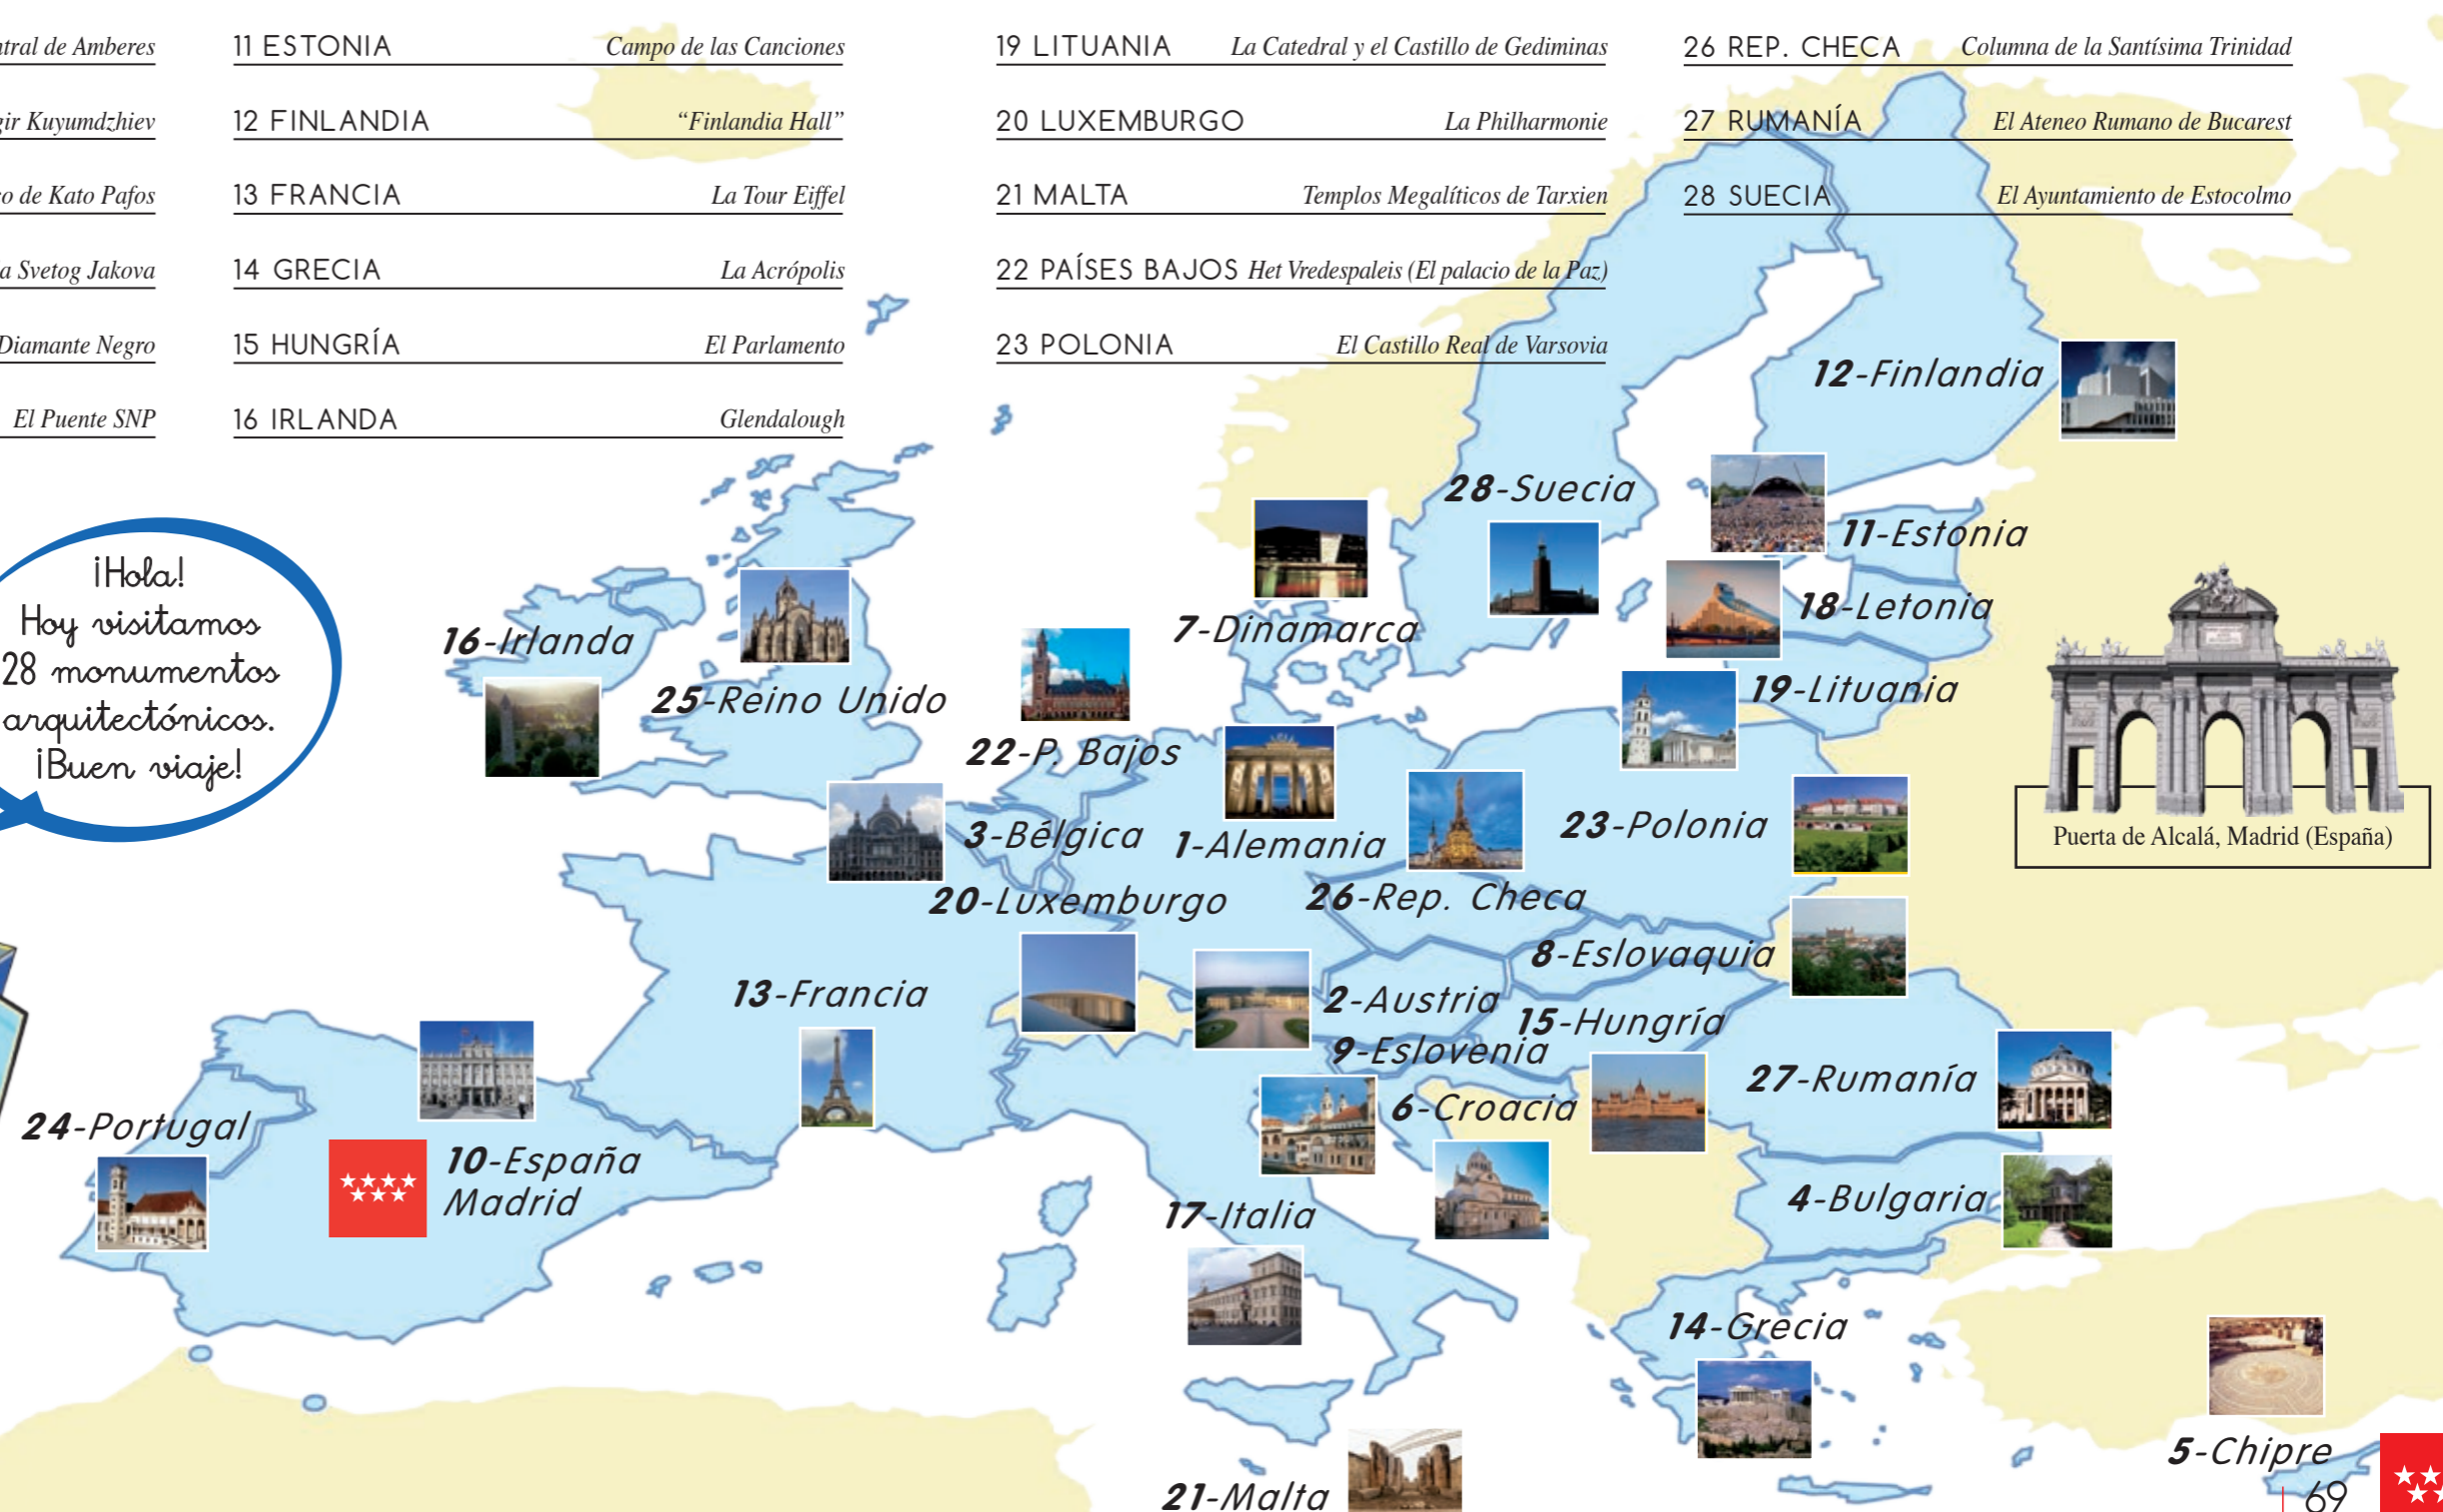 ntral de Amberes
gir Kuyumdzhiev
o de Kato Pafos
a Svetog Jakova
Diamante Negro
El Puente SNP
11 ESTONIA Campo de las Canciones
12 FINLANDIA “Finlandia Hall”
13 FRANCIA La Tour Eiffel
14 GRECIA La Acrópolis
15 HUNGRÍA El Parlamento
16 IRLANDA Glendalough
19 LITUANIA La Catedral y el Castillo de Gediminas
20 LUXEMBURGO La Philharmonie
21 MALTA Templos Megalíticos de Tarxien
22 PAÍSES BAJOS Het Vredespaleis (El palacio de la Paz)
23 POLONIA El Castillo Real de Varsovia
26 REP. CHECA Columna de la Santísima Trinidad
27 RUMANÍA El Ateneo Rumano de Bucarest
28 SUECIA El Ayuntamiento de Estocolmo
¡Hola!
Hoy visitamos
28 monumentos
arquitectónicos.
¡Buen viaje!
12-Finlandia
28-Suecia
11-Estonia
18-Letonia
7-Dinamarca
16-Irlanda
25-Reino Unido
19-Lituania
22-P. Bajos
3-Bélgica
1-Alemania
23-Polonia
Puerta de Alcalá, Madrid (España)
20-Luxemburgo
26-Rep. Checa
8-Eslovaquia
13-Francia
2-Austria
15-Hungría
9-Eslovenia
27-Rumanía
6-Croacia
24-Portugal
10-España
Madrid
4-Bulgaria
17-Italia
14-Grecia
5-Chipre
21-Malta
69